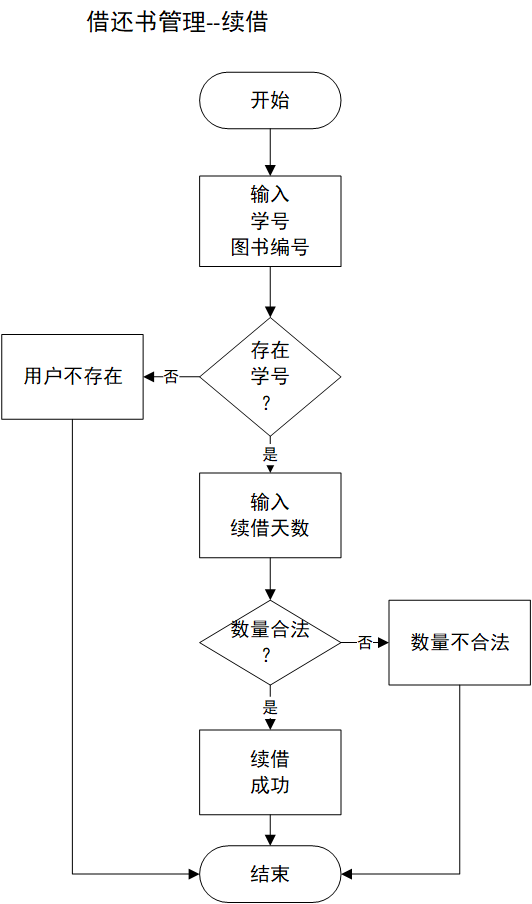 借还书管理--续借
开始
输入
学号
图书编号
存在
学号
？
否
用户不存在
是
输入
续借天数
数量合法
？
否
数量不合法
是
续借
成功
结束